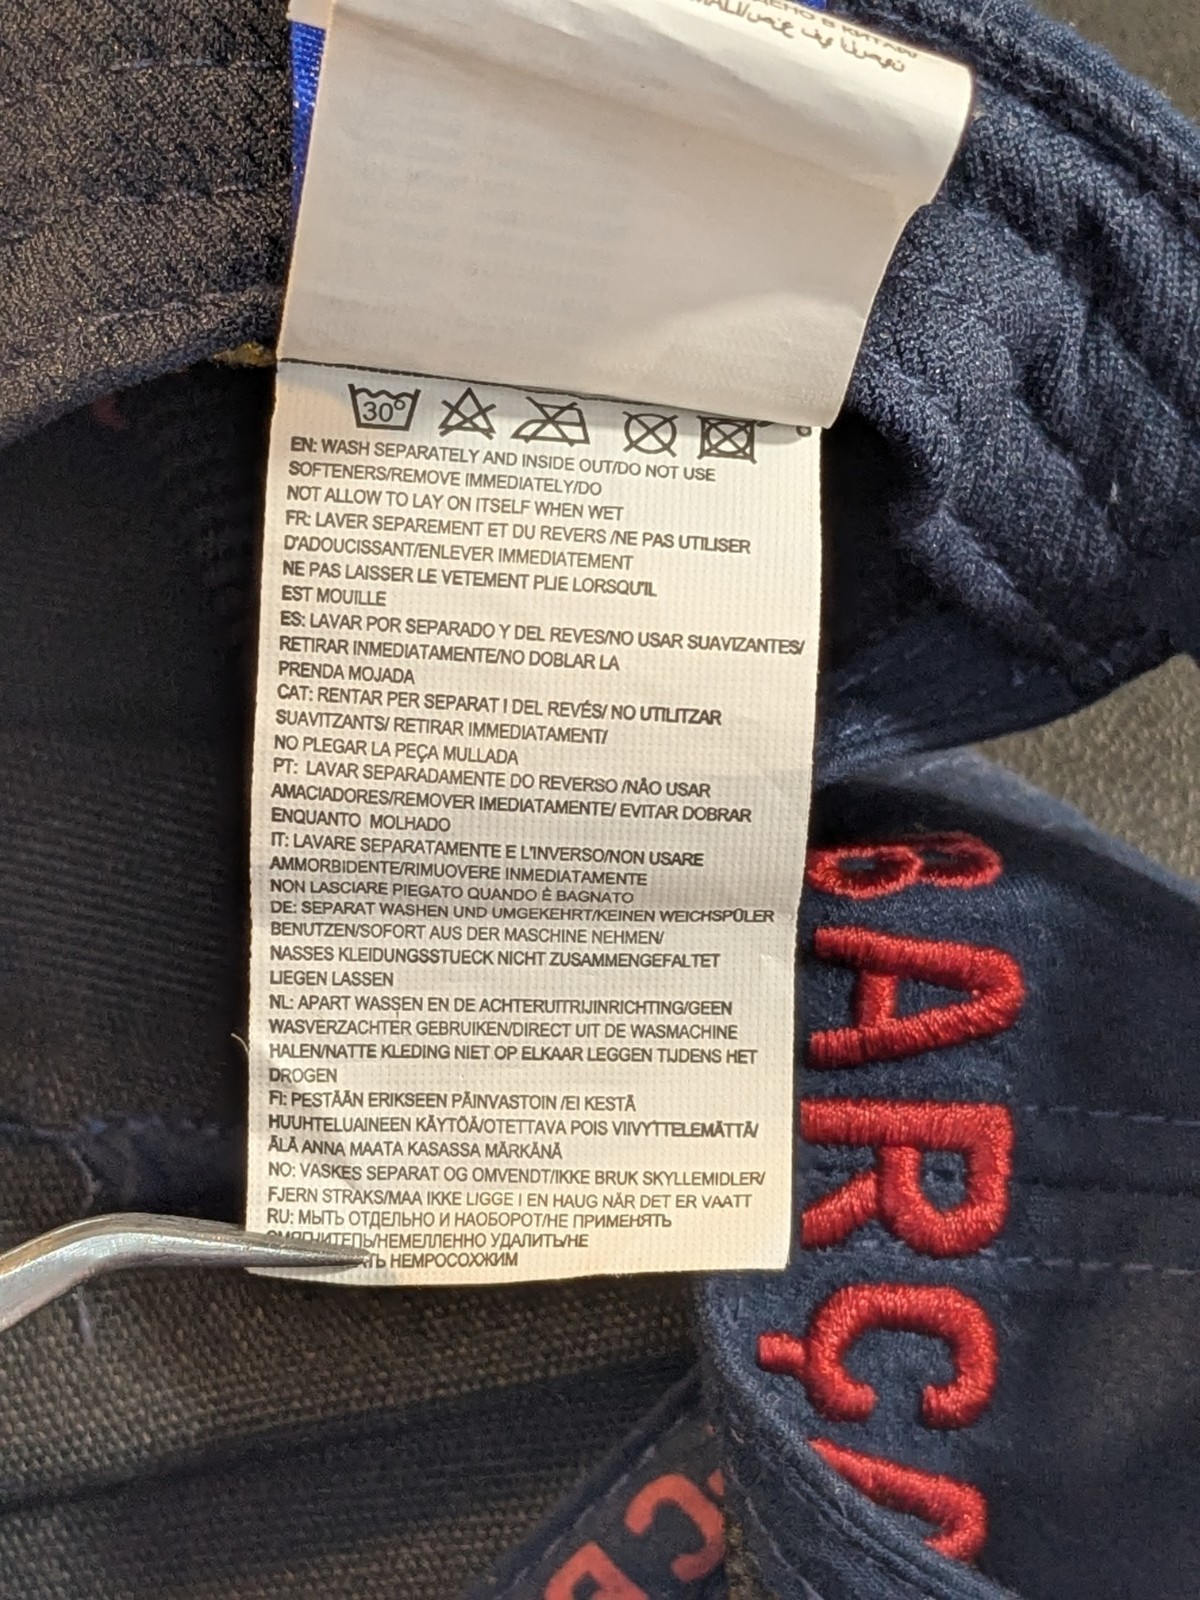 30°
EN: WASH SEPARATELY AND INSIDE OUT/DO NOT USE
SOFTENERS/REMOVE IMMEDIATELY/DO
NOT ALLOW TO LAY ON ITSELF WHEN WET
FR: LAVER SEPAREMENT ET DU REVERS /NE PAS UTILISER
D'ADOUCISSANT/ENLEVER IMMEDIATEMENT
NE PAS LAISSER LE VETEMENT PLIE LORSQU'IL
EST MOUILLE
ES: LAVAR POR SEPARADO Y DEL REVES/NO USAR SUAVIZANTES/
RETIRAR INMEDIATAMENTE/NO DOBLAR LA
PRENDA MOJADA
CAT: RENTAR PER SEPARAT I DEL REVÉS/ NO UTILITZAR
SUAVITZANTS/ RETIRAR IMMEDIATAMENT/
NO PLEGAR LA PEÇA MULLADA
PT: LAVAR SEPARADAMENTE DO REVERSO /NÃO USAR
AMACIADORES/REMOVER IMEDIATAMENTE/ EVITAR DOBRAR
ENQUANTO MOLHADO
IT: LAVARE SEPARATAMENTE E L'INVERSO/NON USARE
AMMORBIDENTE/RIMUOVERE INMEDIATAMENTE
NON LASCIARE PIEGATO QUANDO È BAGNATO
DE: SEPARAT WASHEN UND UMGEKEHRT/KEINEN WEICHSPÜLER
BENUTZEN/SOFORT AUS DER MASCHINE NEHMEN/
NASSES KLEIDUNGSSTUECK NICHT ZUSAMMENGEFALTET
LIEGEN LASSEN
NL: APART WASSEN EN DE ACHTERUITRIJINRICHTING/GEEN
WASVERZACHTER GEBRUIKEN/DIRECT UIT DE WASMACHINE
HALEN/NATTE KLEDING NIET OP ELKAAR LEGGEN TIJDENS HET
DROGEN
FI: PESTÄÄN ERIKSEEN PÄINVASTOIN /EI KESTÄ
HUUHTELUAINEEN KÄYTÖÄ/OTETTAVA POIS VIIVYTTELEMÄTTÄ/
ÄLÄ ANNA MAATA KASASSA MÄRKÄNÄ
NO: VASKES SEPARAT OG OMVENDT/IKKE BRUK SKYLLEMIDLER/
FJERN STRAKS/MAA IKKE LIGGE I EN HAUG NÄR DET ER VAATT
RU: МЫТЬ ОТДЕЛЬНО И НАОБОРОТ/НЕ ПРИМЕНЯТЬ
СМЯГЧИТЕЛЬ/НЕМЕЛЛЕННО УДАЛИТЬ/НЕ
НЕМРОСОХЖИМ
BARÇA